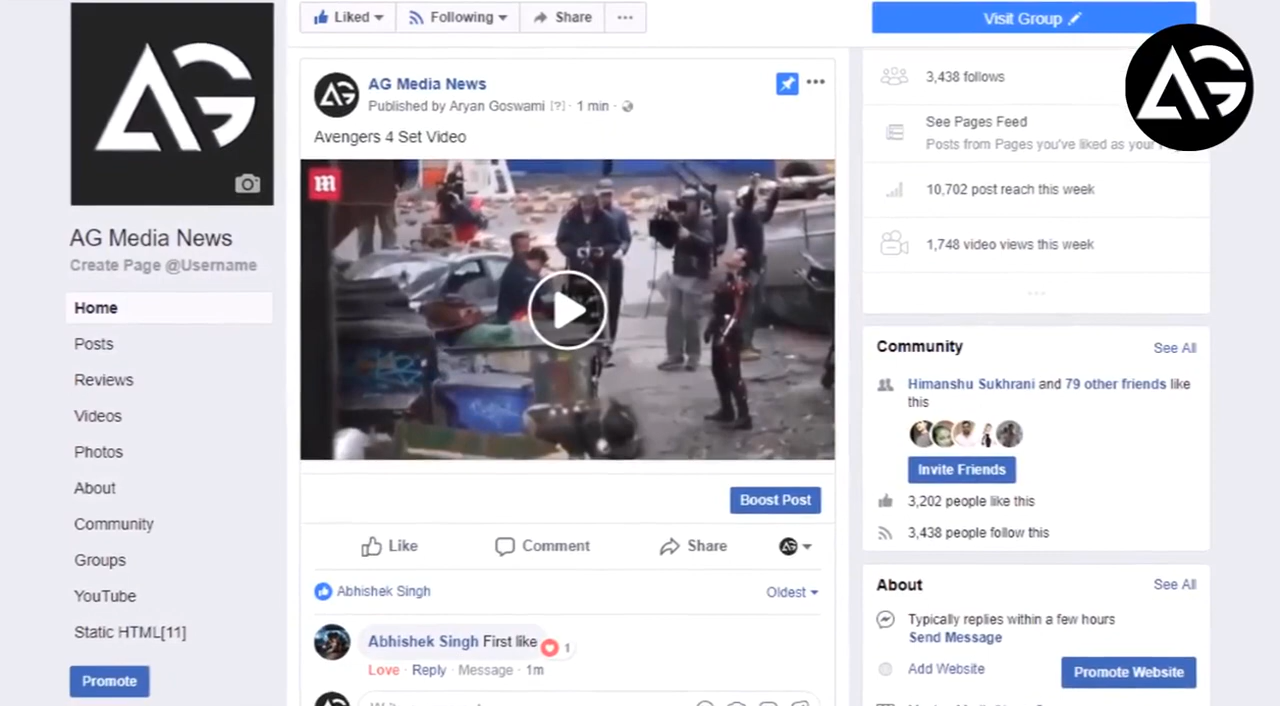 AG
Liked
Following
Share
Visit Group
AG
AG Media News
Create Page @Username
Home
Posts
Reviews
Videos
Photos
About
Community
Groups
YouTube
Static HTML[11]
Promote
AG
AG Media News
Published by Aryan Goswami [?] · 1 min ·
Avengers 4 Set Video
m
Boost Post
Like
Comment
Share
Abhishek Singh
Oldest
Abhishek Singh First like
1
Love · Reply · Message · 1m
3,438 follows
See Pages Feed
Posts from Pages you've liked as your
10,702 post reach this week
1,748 video views this week
Community
See All
Himanshu Sukhrani and 79 other friends like
this
Invite Friends
3,202 people like this
3,438 people follow this
About
See All
Typically replies within a few hours
Send Message
Add Website
Promote Website